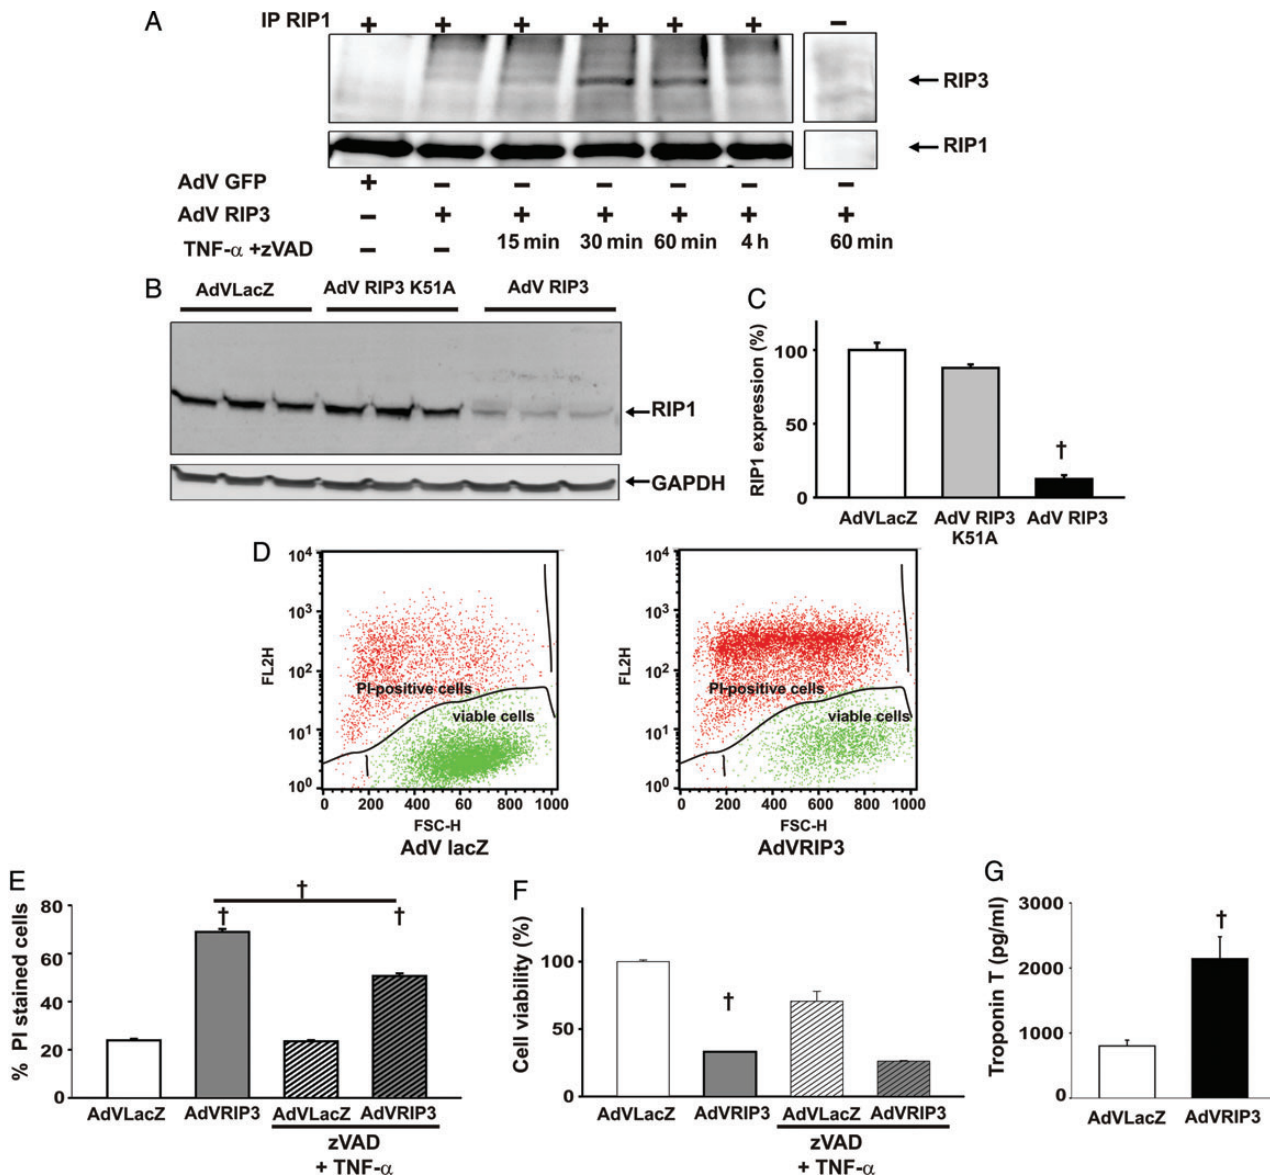 A
IP RIP1 + + + + + + −
RIP3
RIP1
AdV GFP + − − − − − −
AdV RIP3 − + + + + + +
TNF-α +zVAD − − 15 min 30 min 60 min 4 h 60 min
B
AdVLacZ AdV RIP3 K51A AdV RIP3
RIP1
GAPDH
C
RIP1 expression (%)
100
50
0
†
AdVLacZ AdV RIP3 AdV RIP3
K51A
D
FL2H
10⁴
10³
10²
10¹
10⁰
PI-positive cells
viable cells
0 200 400 60 800 1000
FSC-H
AdV lacZ
FL2H
10⁴
10³
10²
10¹
10⁰
PI-positive cells
viable cells
0 200 400 600 800 1000
FSC-H
AdVRIP3
E
% PI stained cells
80
60
40
20
0
†
† †
AdVLacZ AdVRIP3 AdVLacZ AdVRIP3
zVAD
+ TNF-α
F
Cell viability (%)
100
50
0
†
AdVLacZ AdVRIP3 AdVLacZ AdVRIP3
zVAD
+ TNF-α
G
Troponin T (pg/ml)
3000
2000
1000
0
†
AdVLacZ AdVRIP3